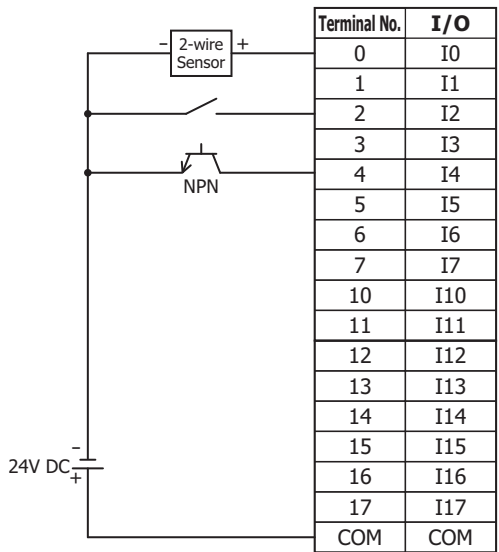 Terminal No. I/O
– 2-wire Sensor +
0 I0
1 I1
2 I2
3 I3
4 I4
NPN
5 I5
6 I6
7 I7
10 I10
11 I11
12 I12
13 I13
14 I14
15 I15
–
24V DC
+
16 I16
17 I17
COM COM